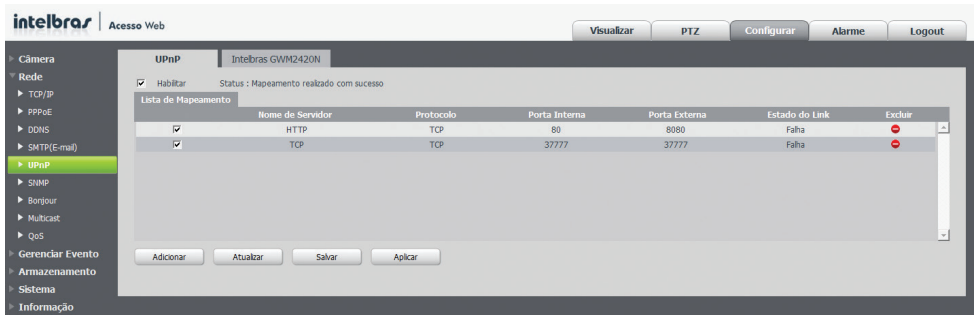 intelbras Acesso Web
Visualizar PTZ Configurar Alarme Logout
Câmera
Rede
TCP/IP
PPPoE
DDNS
SMTP(E-mail)
UPnP
SNMP
Bonjour
Multicast
QoS
Gerenciar Evento
Armazenamento
Sistema
Informação
UPnP Intelbras GWM2420N
Habilitar Status : Mapeamento realizado com sucesso
Lista de Mapeamento
Nome de Servidor Protocolo Porta Interna Porta Externa Estado do Link Excluir
HTTP TCP 80 8080 Falha
TCP TCP 37777 37777 Falha
Adicionar Atualizar Salvar Aplicar